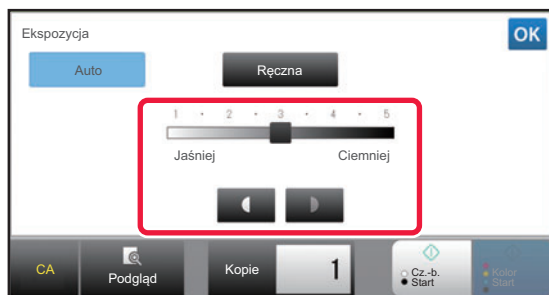 Ekspozycja
OK
Auto
Ręczna
1 • 2 • 3 • 4 • 5
Jaśniej
Ciemniej
CA
Podgląd
Kopie
1
Cz.-b.
Start
Kolor
Start